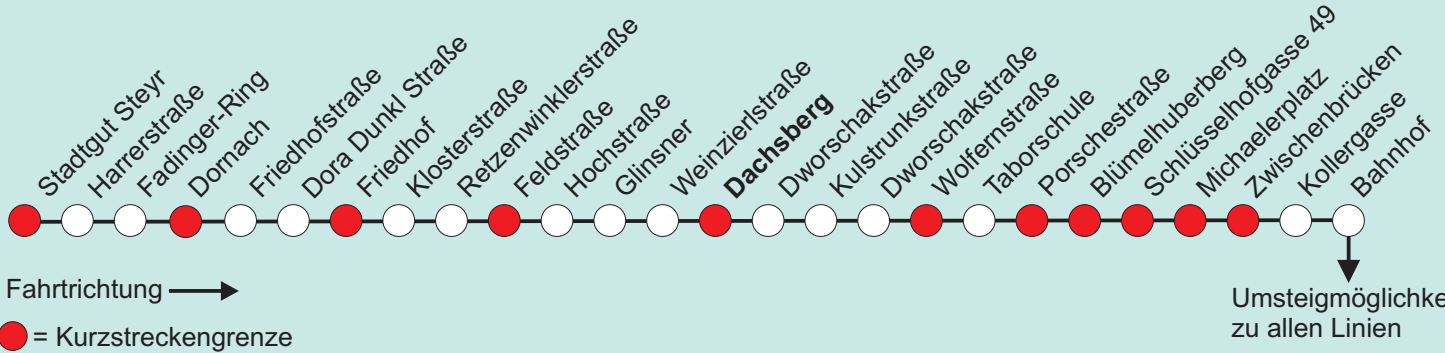 Stadtgut Steyr
Harrerstraße
Fadinger-Ring
Dornach
Friedhofstraße
Dora Dunkl Straße
Friedhof
Klosterstraße
Retzenwinklerstraße
Feldstraße
Hochstraße
Glinsner
Weinzierlstraße
Dachsberg
Dworschakstraße
Kulstrunkstraße
Dworschakstraße
Wolfernstraße
Taborschule
Porschestraße
Blümelhuberberg
Schlüsselhofgasse 49
Michaelerplatz
Zwischenbrücken
Kollergasse
Bahnhof
Fahrtrichtung
= Kurzstreckengrenze
Umsteigmöglichke
zu allen Linien